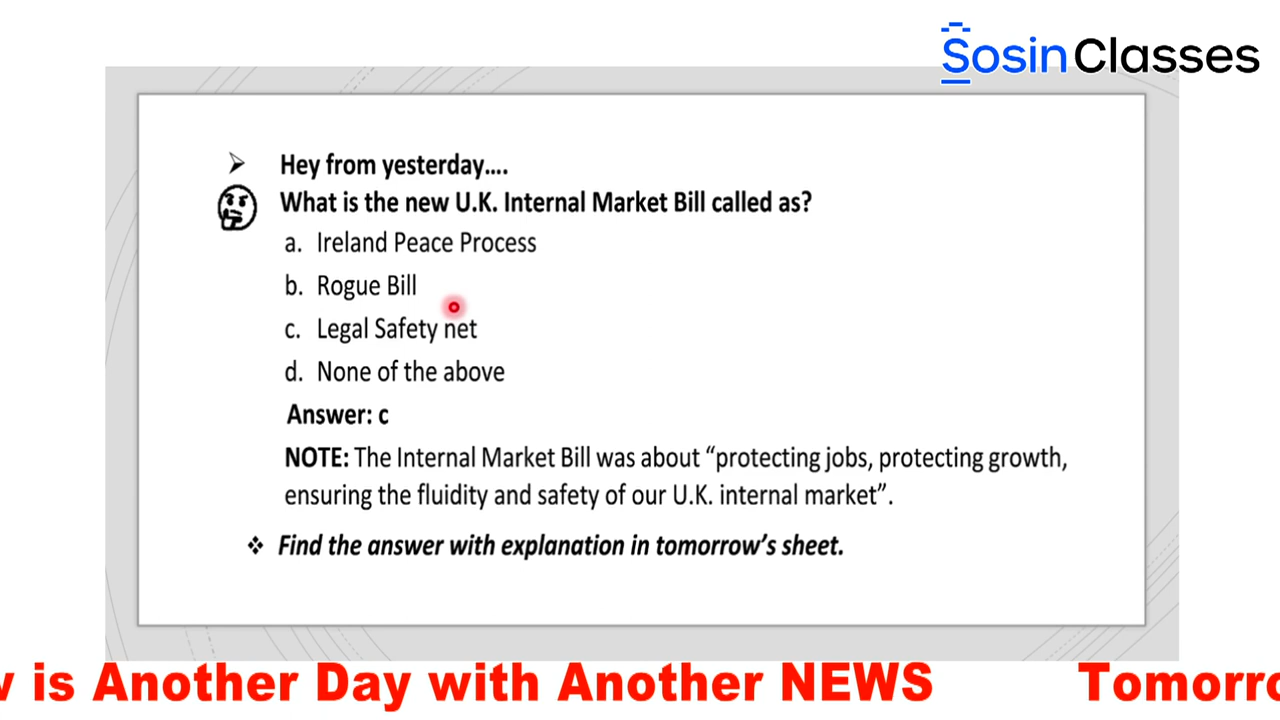 Sosin Classes
➢ Hey from yesterday....
What is the new U.K. Internal Market Bill called as?
a. Ireland Peace Process
b. Rogue Bill
c. Legal Safety net
d. None of the above
Answer: c
NOTE: The Internal Market Bill was about “protecting jobs, protecting growth,
ensuring the fluidity and safety of our U.K. internal market”.
❖ Find the answer with explanation in tomorrow’s sheet.
is Another Day with Another NEWS